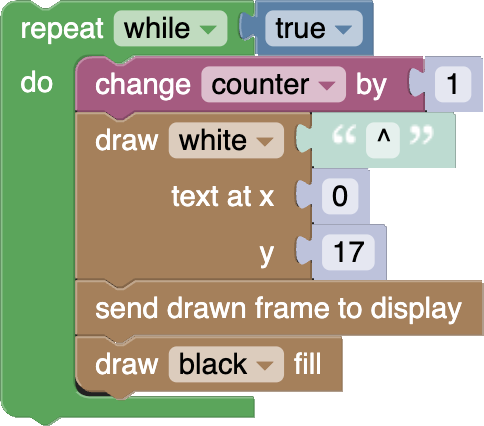 repeat while true
do change counter by 1
draw white “ ^ ”
text at x 0
y 17
send drawn frame to display
draw black fill